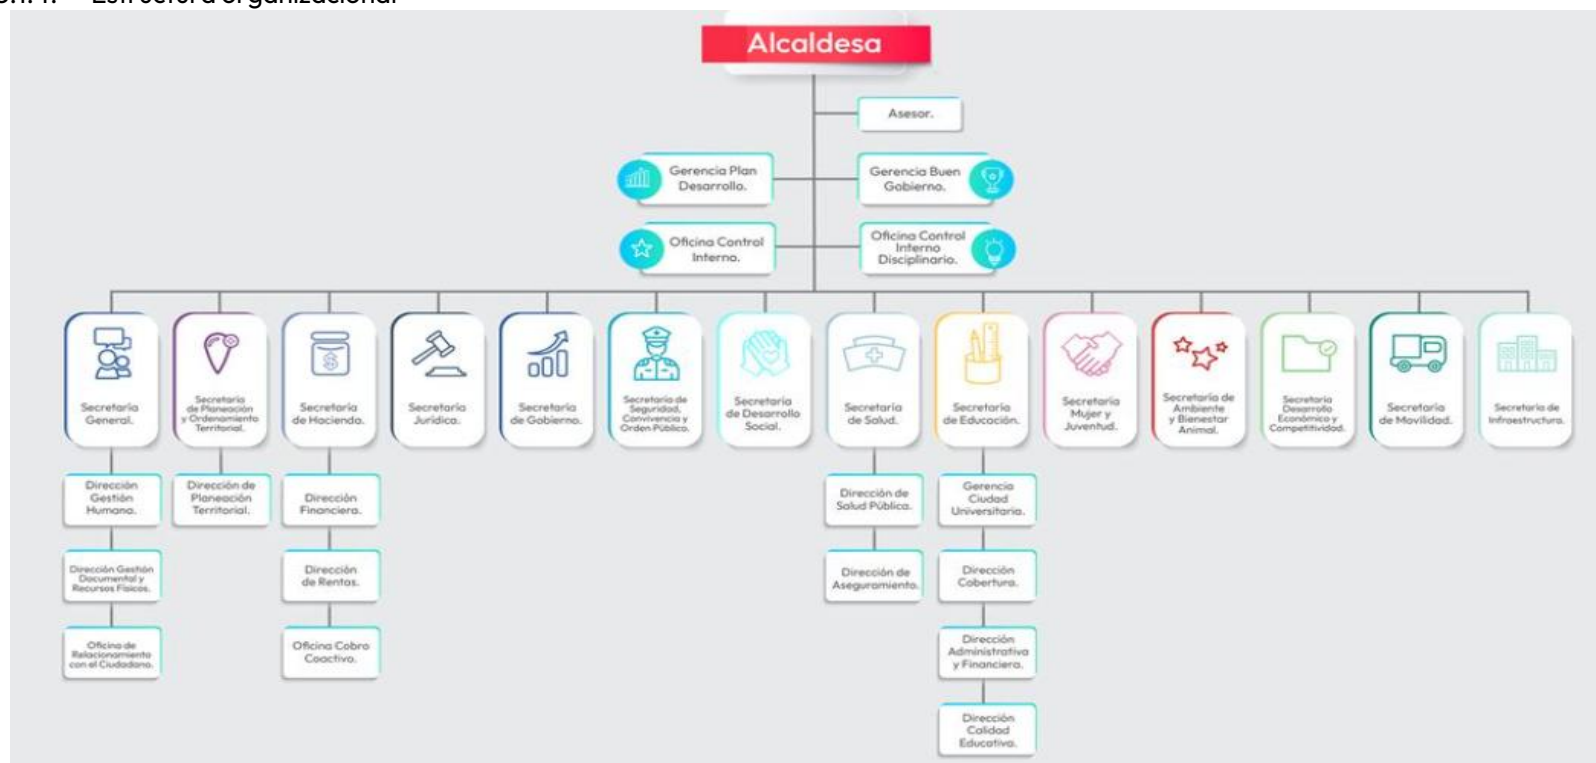 Estructura organizacional
Alcaldesa
Asesor.
Gerencia Plan
Desarrollo.
Gerencia Buen
Gobierno.
Oficina Control
Interno.
Oficina Control
Interno
Disciplinario.
Secretaría
General.
Secretaría
de Planeación
y Ordenamiento
Territorial.
Secretaría
de Hacienda.
Secretaría
Jurídica.
Secretaría
de Gobierno.
Secretaría de
Seguridad,
Convivencia y
Orden Público.
Secretaría
de Desarrollo
Social.
Secretaría
de Salud.
Secretaría
de Educación.
Secretaría
Mujer y
Juventud.
Secretaría de
Ambiente
y Bienestar
Animal.
Secretaría
Desarrollo
Económico y
Competitividad.
Secretaría
de Movilidad.
Secretaría de
Infraestructura.
Dirección
Gestión
Humana.
Dirección de
Planeación
Territorial.
Dirección
Financiera.
Dirección de
Salud Pública.
Gerencia
Ciudad
Universitaria.
Dirección Gestión
Documental y
Recursos Físicos.
Dirección
de Rentas.
Dirección de
Aseguramiento.
Dirección
Cobertura.
Oficina de
Relacionamiento
con el Ciudadano.
Oficina Cobro
Coactivo.
Dirección
Administrativa
y Financiera.
Dirección
Calidad
Educativa.